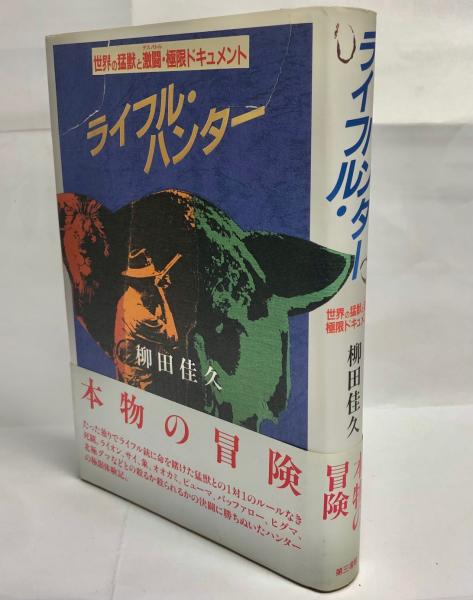 世界の猛獣と激闘・極限ドキュメント
デスバトル
ライフル・
ハンター
柳田佳久
本物の冒険
たった独りでライフル銃に命を賭けた猛獣との1対1のルールなき
死闘。ライオン、サイ、象、オオカミ、ピューマ、バッファロー、ヒグマ、
北極グマなどとの殺るか殺られるかの決闘に勝ちぬいたハンター
の極限体験記。
ライフル・
ハンター
世界の猛獣
極限ドキュ
柳田佳久
本物の
冒険
第三書館